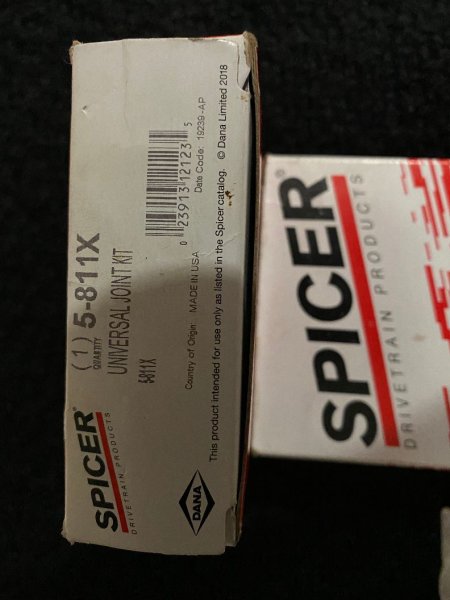 SPICER®
DRIVETRAIN PRODUCTS
(1) 5-811X
QUANTITY
UNIVERSAL JOINT KIT
5-811X
0 23913 12123 5
Country of Origin: MADE IN USA
Date Code: 19239-AP
DANA
This product intended for use only as listed in the Spicer catalog. © Dana Limited 2018
SPICER®
DRIVETRAIN PRODUCTS